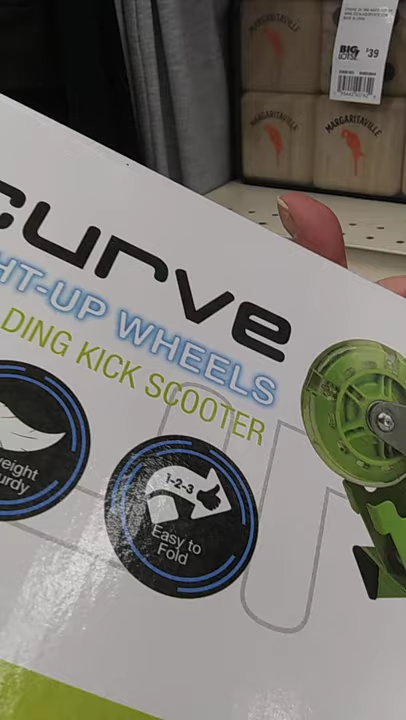 MARGARITAVILLE
BIG
LOTS!
$39
MARGARITAVILLE
MARGARITAVILLE
curve
HT-UP WHEELS
DING KICK SCOOTER
weight
urdy
1-2-3
Easy to
Fold